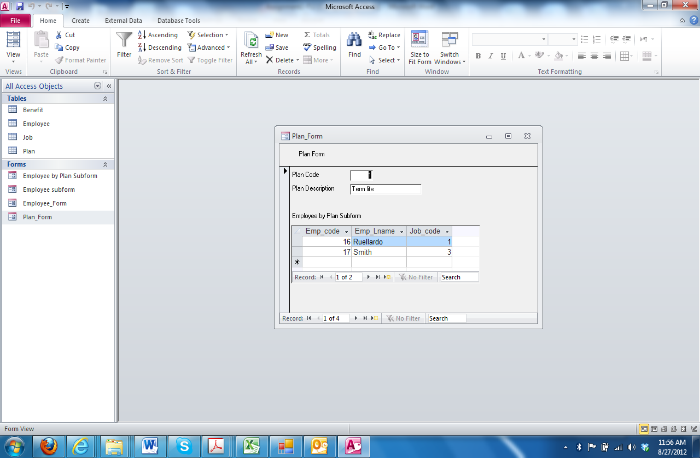 Microsoft Access
File Home Create External Data Database Tools
View
Paste
Cut
Copy
Format Painter
Filter
Ascending
Descending
Remove Sort
Selection
Advanced
Toggle Filter
Refresh All
New
Save
Delete
Totals
Spelling
More
Find
Replace
Go To
Select
Size to Fit Form
Switch Windows
B I U A
Views Clipboard Sort & Filter Records Find Window Text Formatting
All Access Objects
Tables
Benefit
Employee
Job
Plan
Forms
Employee by Plan Subform
Employee subform
Employee_Form
Plan_Form
Plan_Form
Plan Form
Plan Code
Plan Description Term life
Employee by Plan Subform
Emp_code Emp_Lname Job_code
16 Ruellardo 1
17 Smith 3
Record: 1 of 2 No Filter Search
Record: 1 of 4 No Filter Search
Form View
11:56 AM
8/27/2012